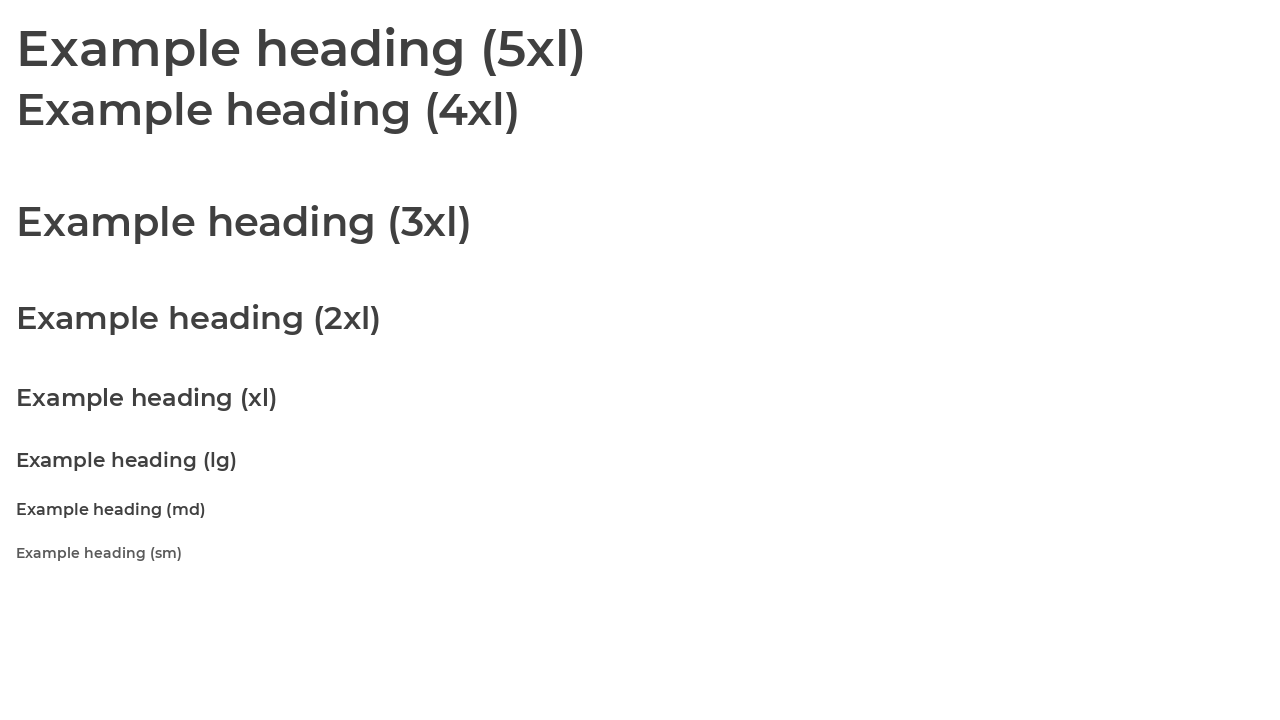 Example heading (5xl)
Example heading (4xl)
Example heading (3xl)
Example heading (2xl)
Example heading (xl)
Example heading (lg)
Example heading (md)
Example heading (sm)